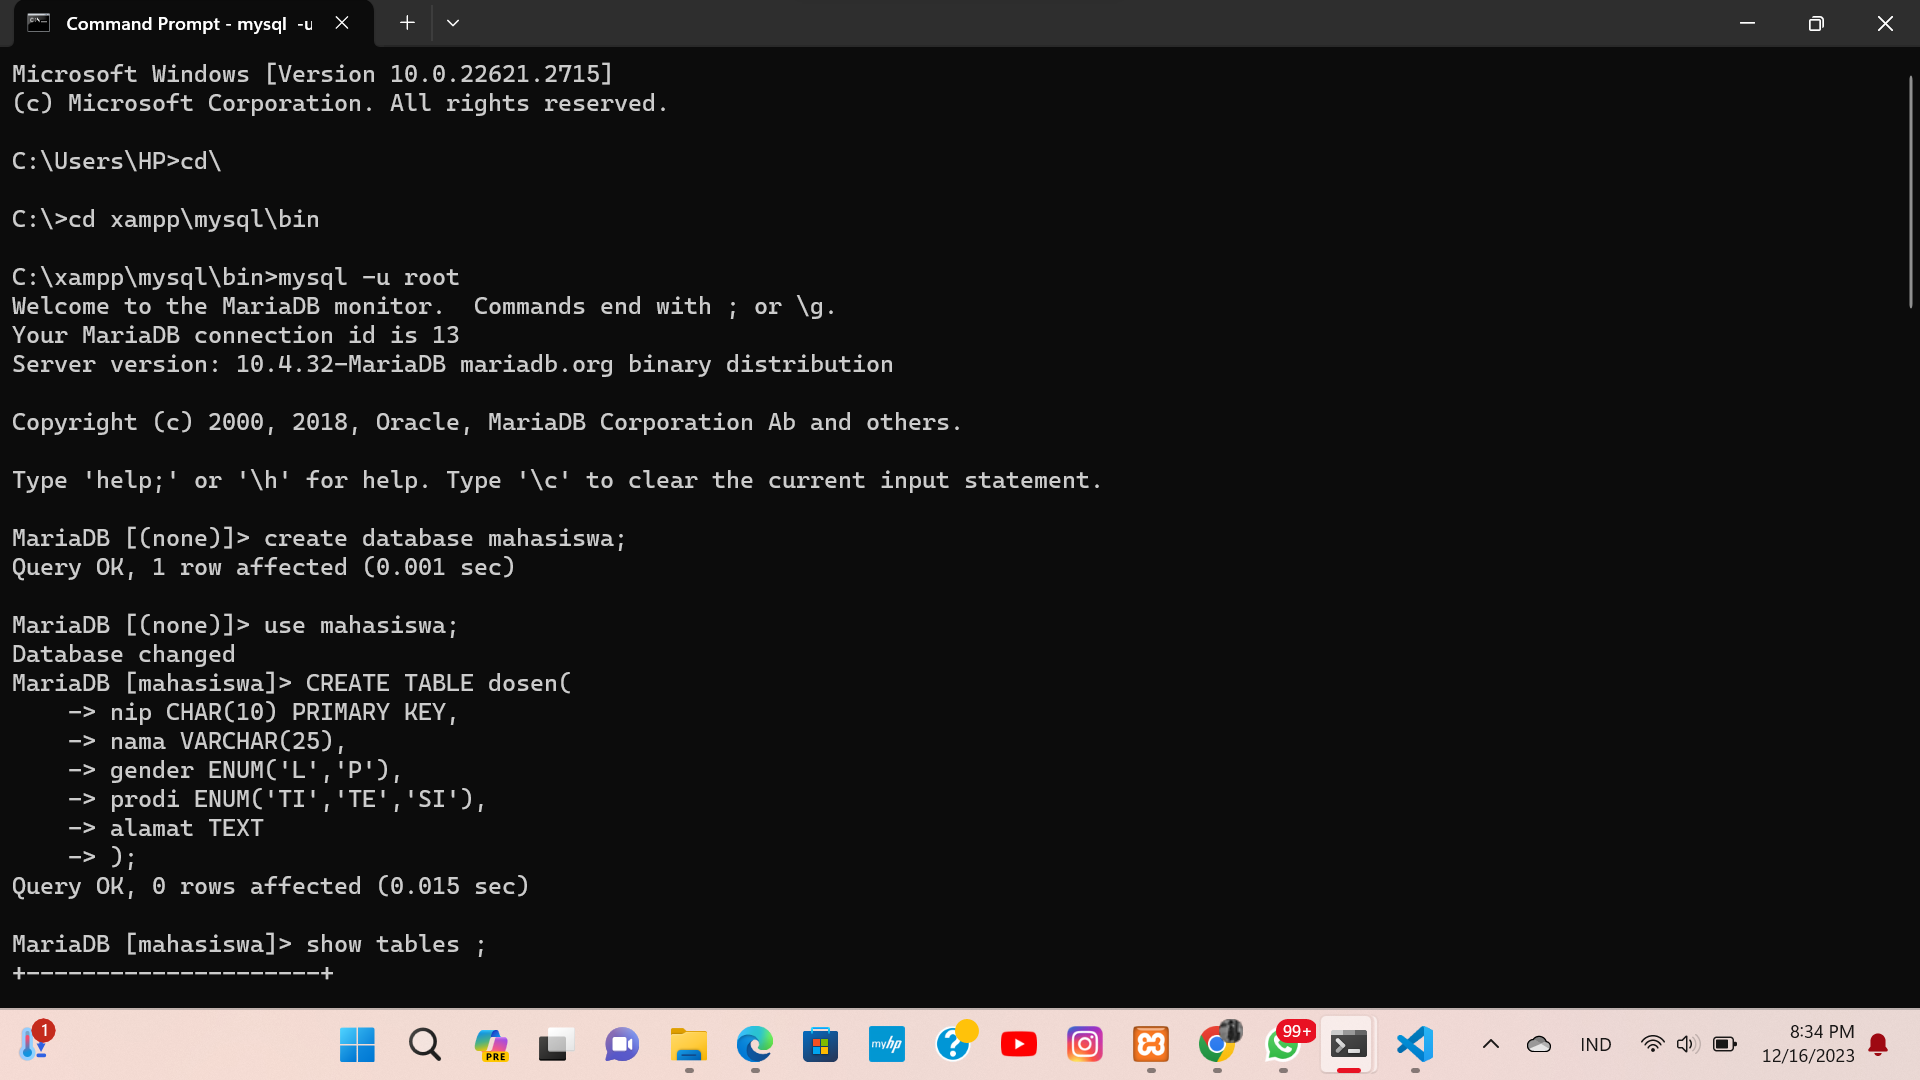 Command Prompt - mysql -u
Microsoft Windows [Version 10.0.22621.2715]
(c) Microsoft Corporation. All rights reserved.
C:\Users\HP>cd\
C:\>cd xampp\mysql\bin
C:\xampp\mysql\bin>mysql -u root
Welcome to the MariaDB monitor.  Commands end with ; or \g.
Your MariaDB connection id is 13
Server version: 10.4.32-MariaDB mariadb.org binary distribution
Copyright (c) 2000, 2018, Oracle, MariaDB Corporation Ab and others.
Type 'help;' or '\h' for help. Type '\c' to clear the current input statement.
MariaDB [(none)]> create database mahasiswa;
Query OK, 1 row affected (0.001 sec)
MariaDB [(none)]> use mahasiswa;
Database changed
MariaDB [mahasiswa]> CREATE TABLE dosen(
    -> nip CHAR(10) PRIMARY KEY,
    -> nama VARCHAR(25),
    -> gender ENUM('L','P'),
    -> prodi ENUM('TI','TE','SI'),
    -> alamat TEXT
    -> );
Query OK, 0 rows affected (0.015 sec)
MariaDB [mahasiswa]> show tables ;
+---------------------+
1
PRE
myhp
99+
IND
8:34 PM
12/16/2023